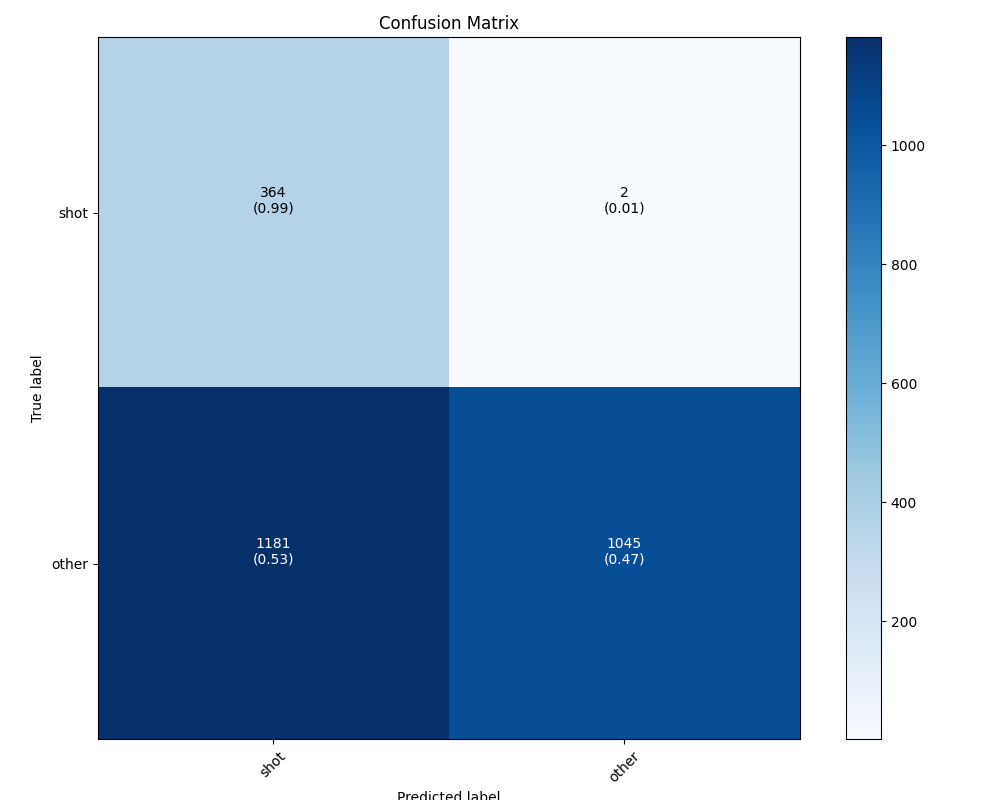 Confusion Matrix
364
(0.99)
2
(0.01)
shot
1181
(0.53)
1045
(0.47)
other
True label
shot
other
Predicted label
1000
800
600
400
200